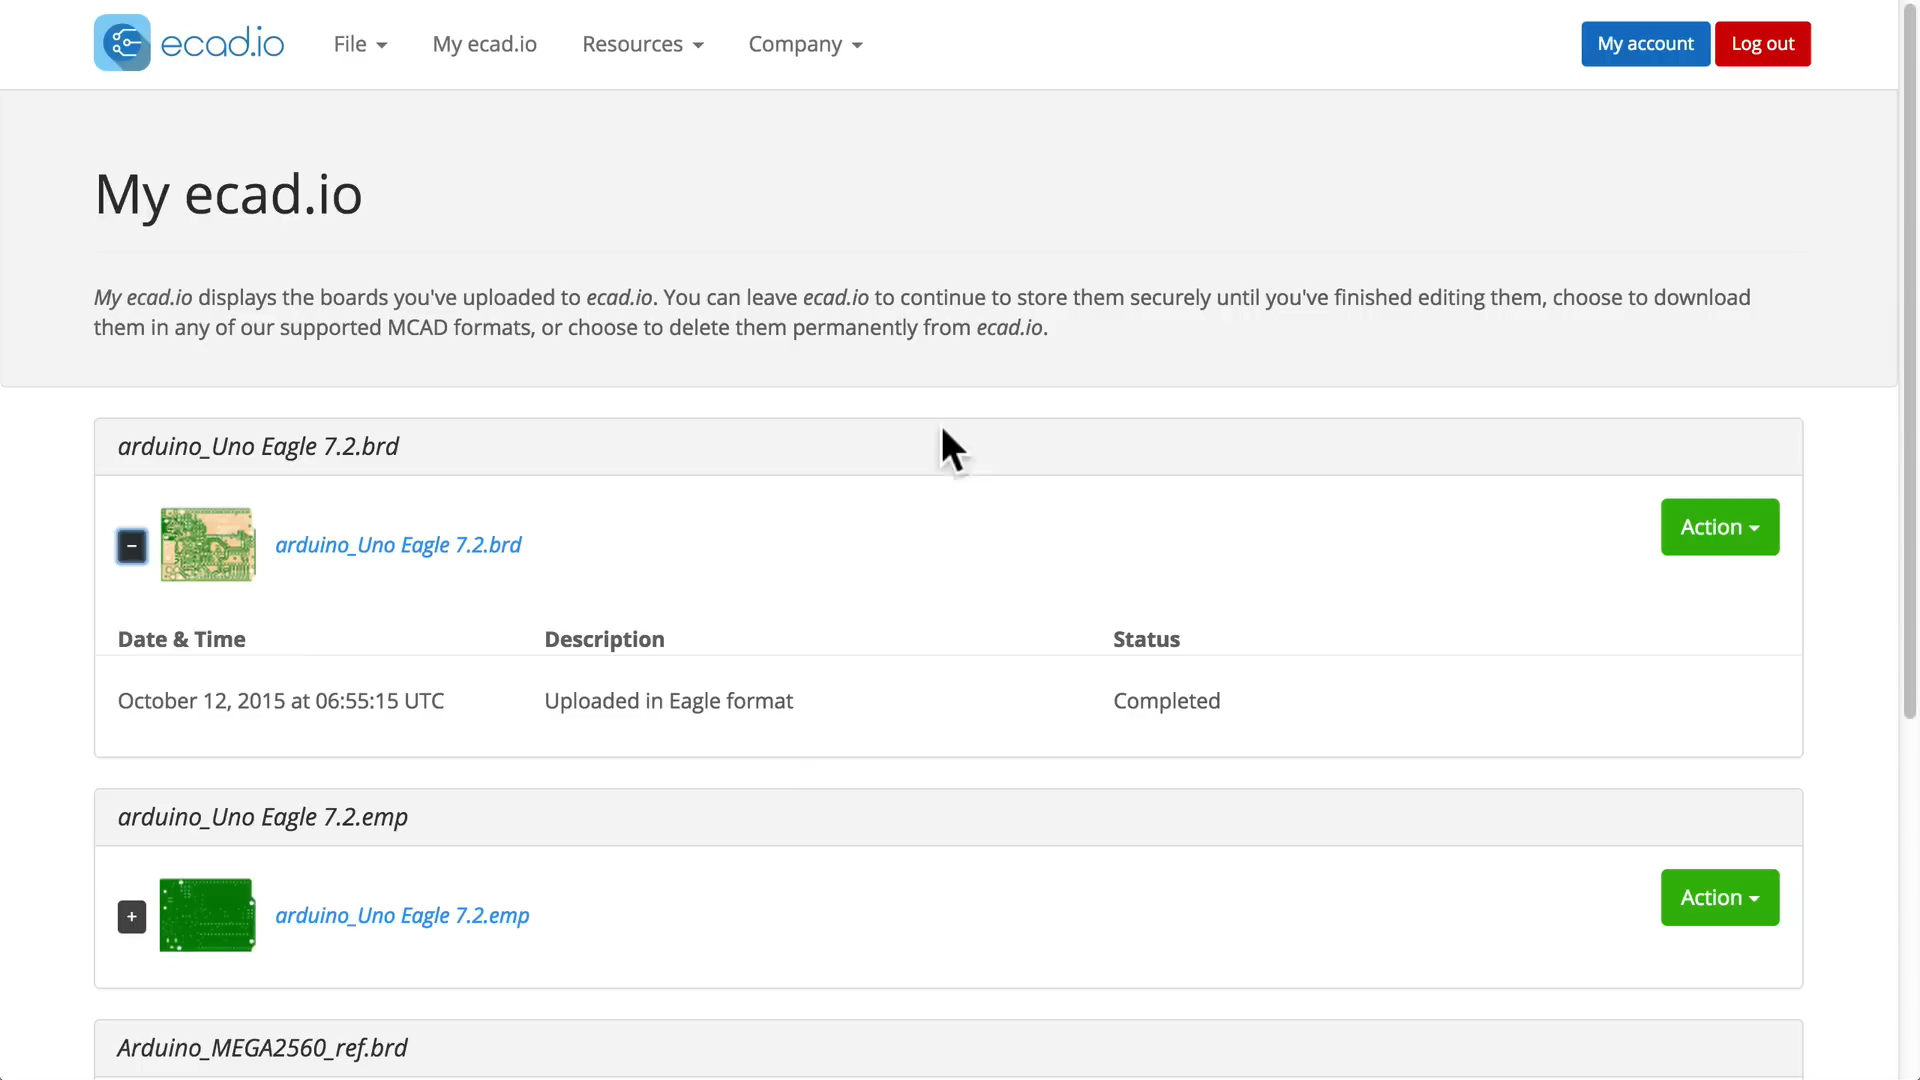 ecad.io File My ecad.io Resources Company My account Log out
My ecad.io
My ecad.io displays the boards you've uploaded to ecad.io. You can leave ecad.io to continue to store them securely until you've finished editing them, choose to download
them in any of our supported MCAD formats, or choose to delete them permanently from ecad.io.
arduino_Uno Eagle 7.2.brd
− arduino_Uno Eagle 7.2.brd Action
Date & Time Description Status
October 12, 2015 at 06:55:15 UTC Uploaded in Eagle format Completed
arduino_Uno Eagle 7.2.emp
+ arduino_Uno Eagle 7.2.emp Action
Arduino_MEGA2560_ref.brd